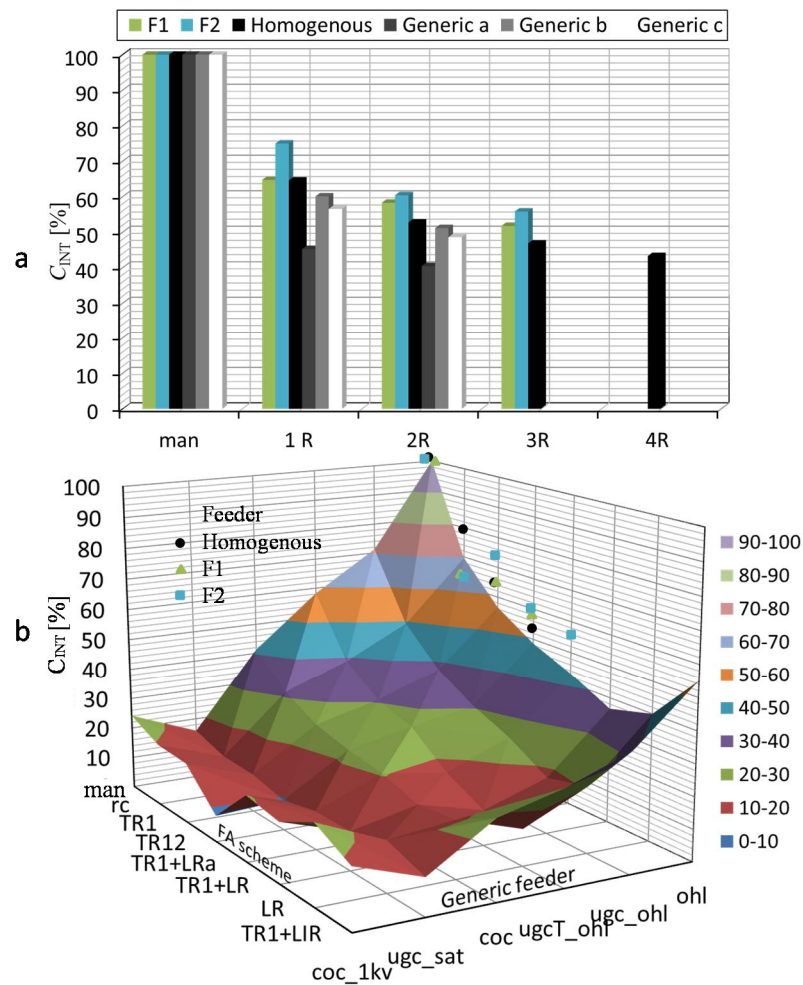 F1 F2 Homogenous Generic a Generic b Generic c
100
90
80
70
60
50
40
30
20
10
0
C_INT [%]
a
man 1 R 2R 3R 4R
100
90
80
70
60
50
40
30
20
10
C_INT [%]
b
Feeder
Homogenous
F1
F2
90-100
80-90
70-80
60-70
50-60
40-50
30-40
20-30
10-20
0-10
man
rc
TR1
TR12
TR1+LRa
TR1+LR
LR
TR1+LIR
FA scheme
Generic feeder
coc_1kv
ugc_sat
coc
ugcT_ohl
ugc_ohl
ohl